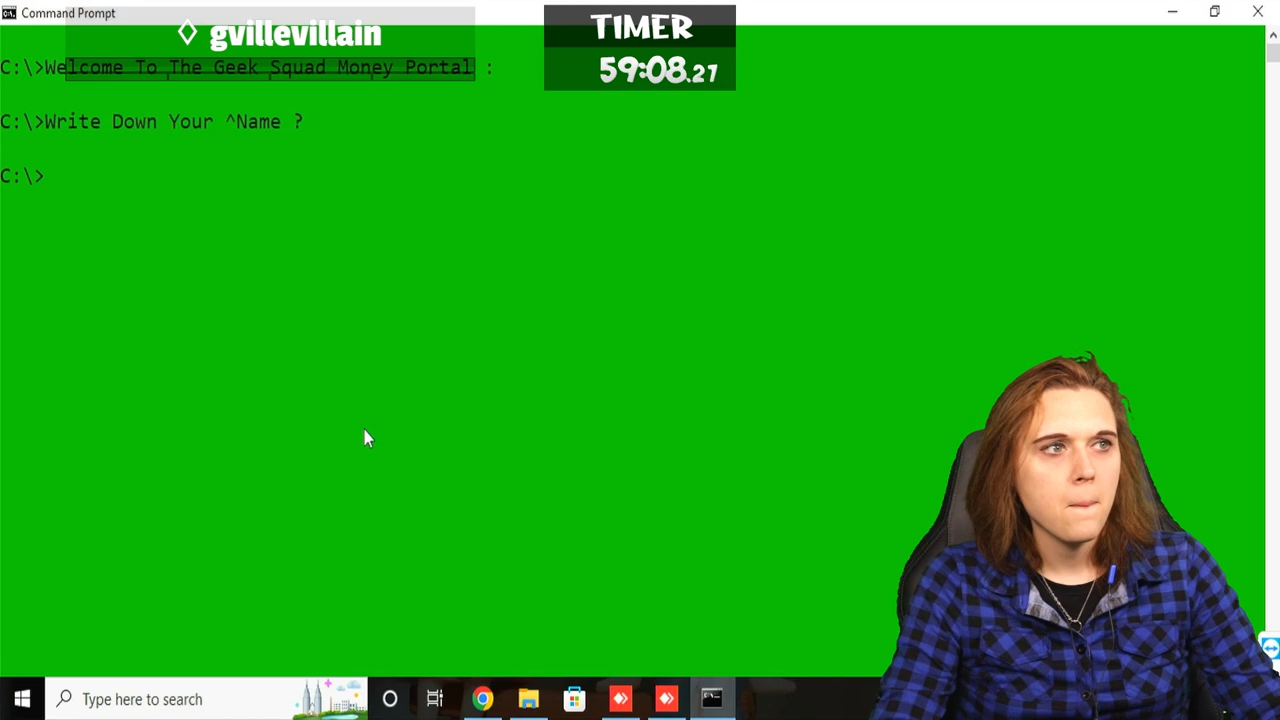 Command Prompt
gvillevillain
TIMER
59:08.27
C:\>Welcome To The Geek Squad Money Portal :
C:\>Write Down Your ^Name ?
C:\>
Type here to search